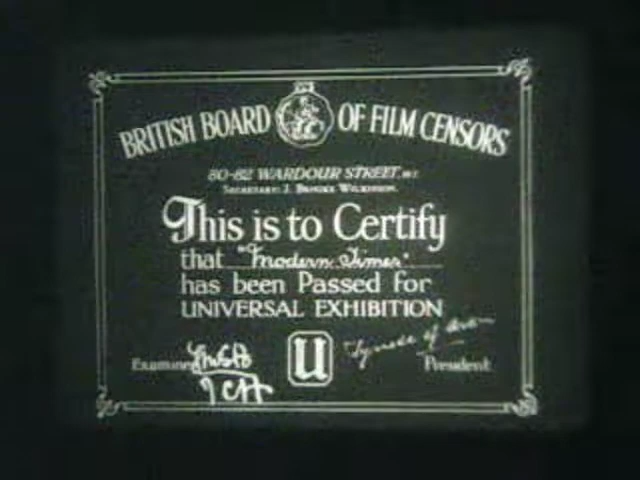 BRITISH BOARD OF FILM CENSORS
80-82 WARDOUR STREET, W.1
SECRETARY: J. BROOKE WILKINSON.
This is to Certify
that "Modern Times"
has been Passed for
UNIVERSAL EXHIBITION
U
Examiners
President